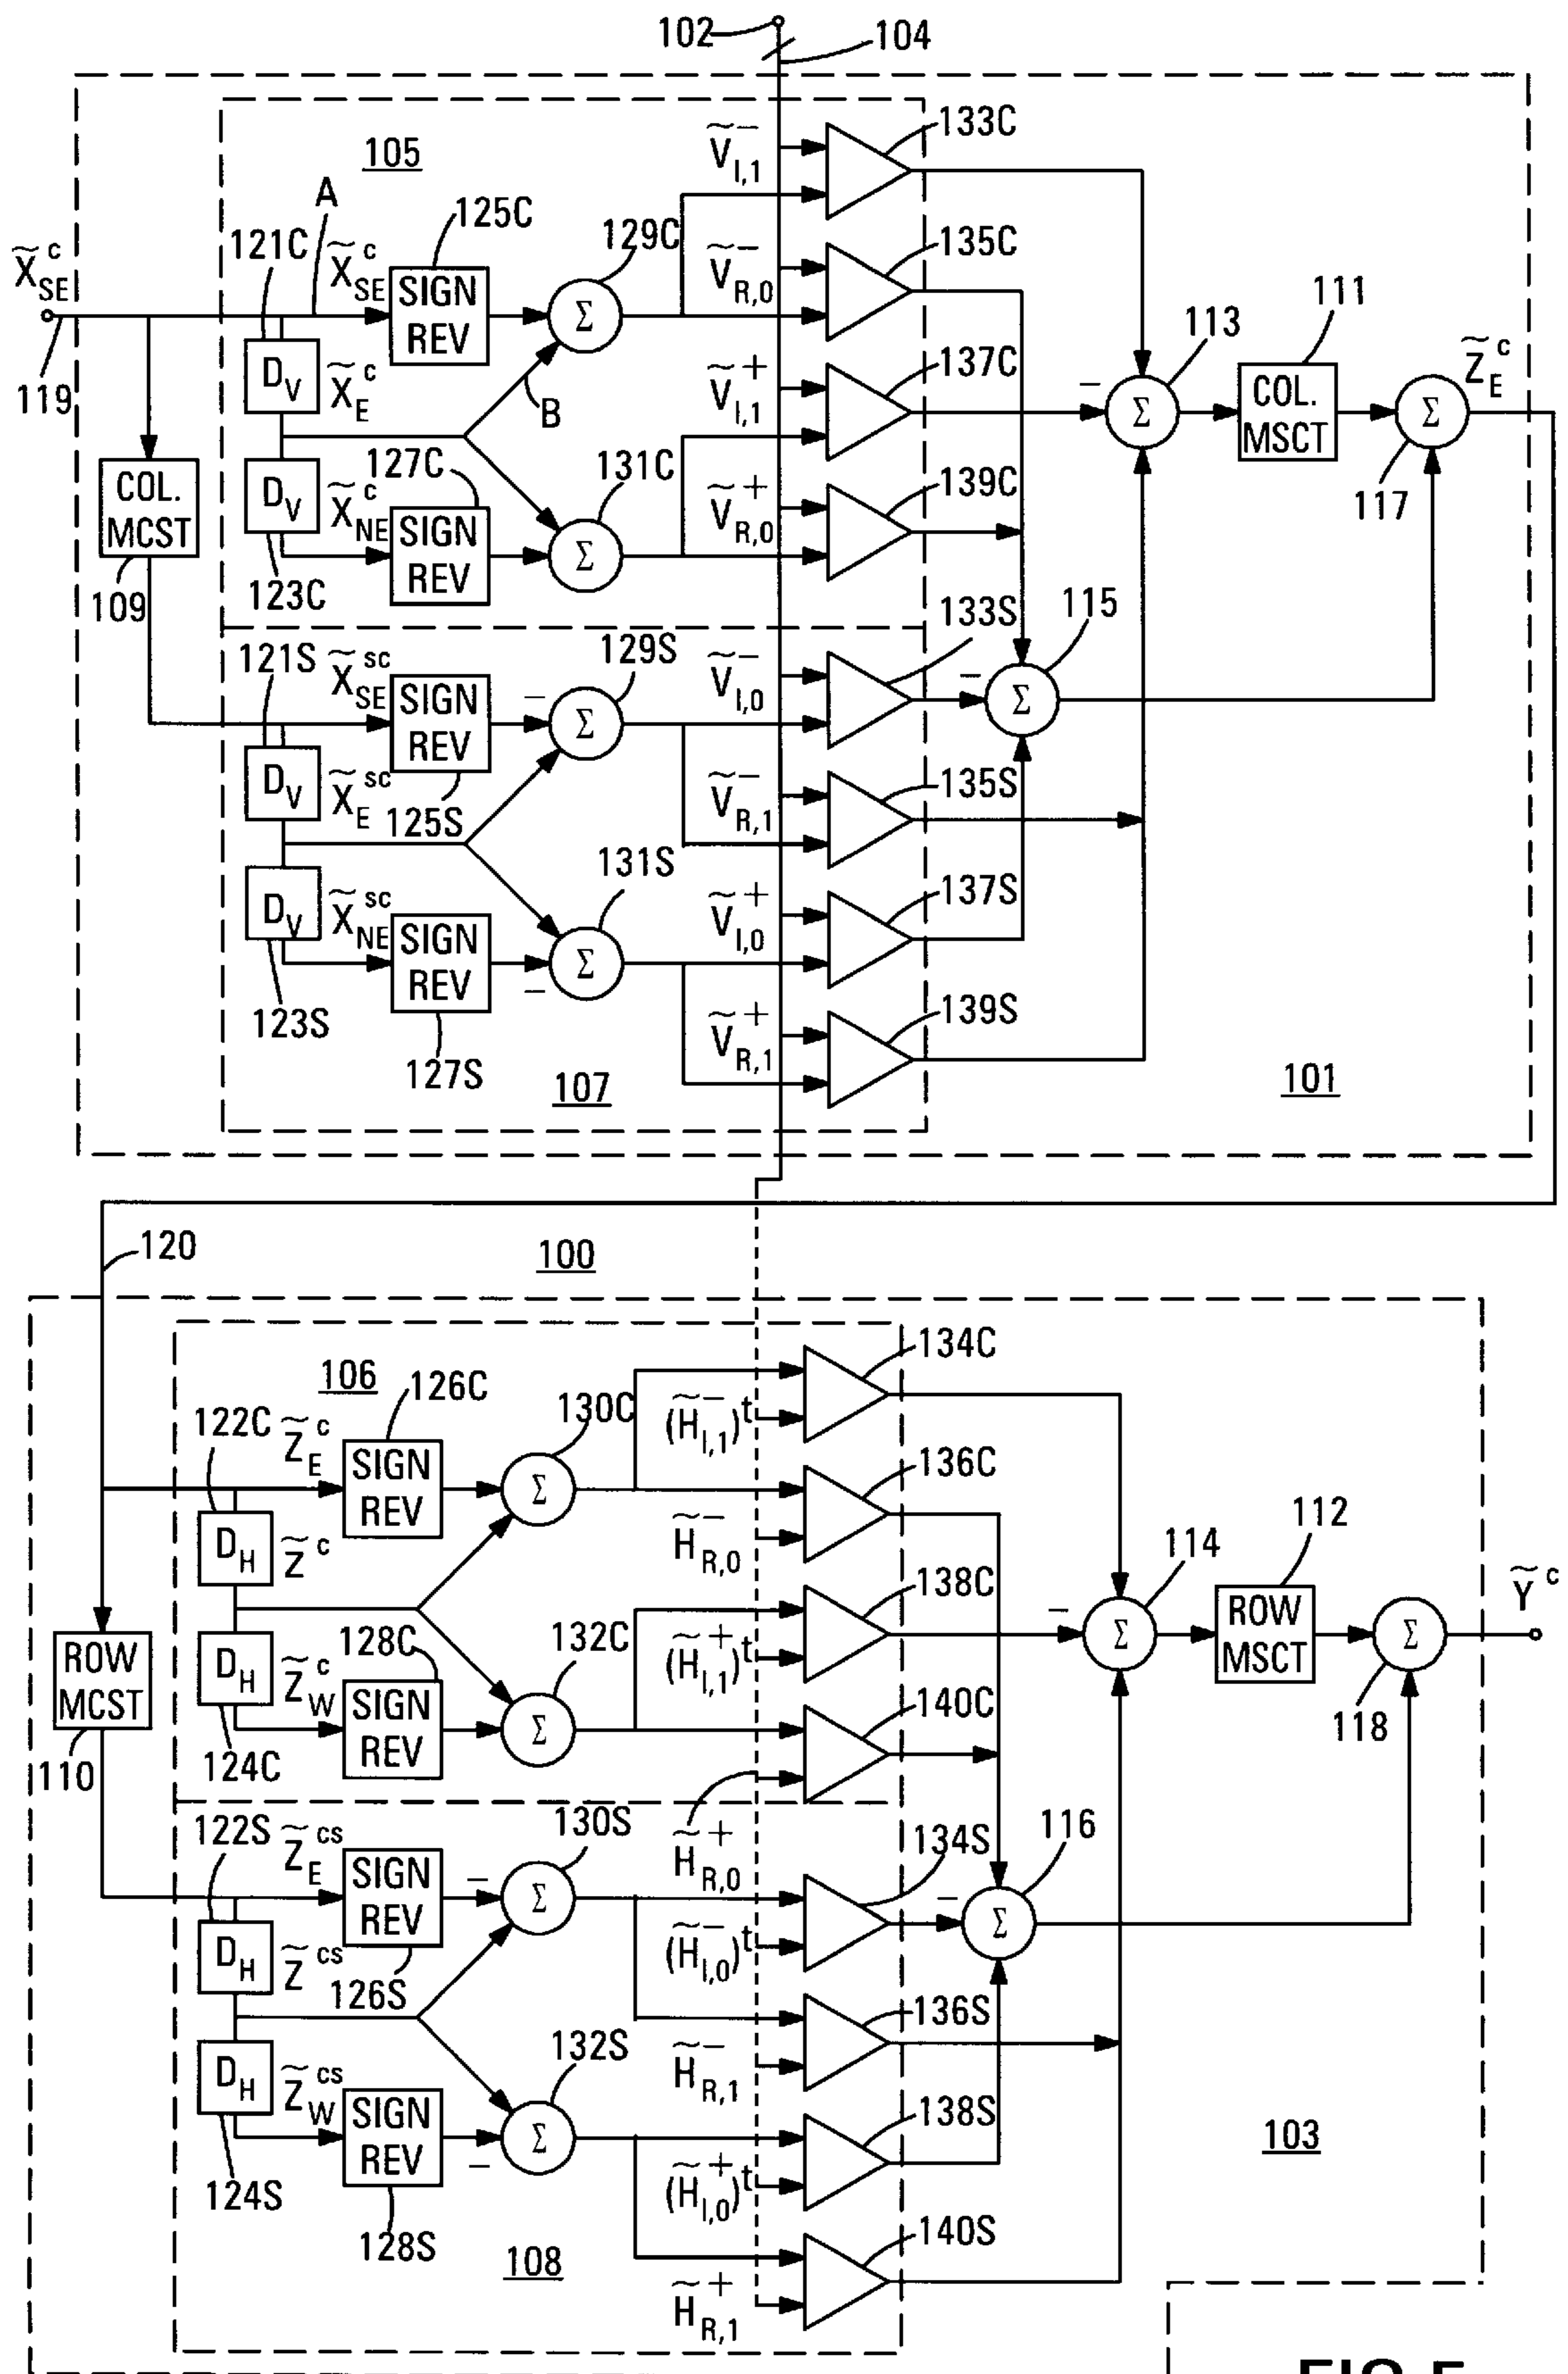 102
104
105
A
125C
129C
133C
Ṽ⁻I,1
135C
Ṽ⁻R,0
121C
X̃ᶜSE
X̃ᶜSE
SIGN REV
Σ
119
DV
X̃ᶜE
B
137C
Ṽ⁺I,1
113
111
COL. MSCT
Σ
−
Σ
Z̃ᶜE
117
COL. MCST
109
DV
127C
X̃ᶜNE
SIGN REV
131C
Σ
139C
Ṽ⁺R,0
123C
121S
X̃ˢᶜSE
SIGN REV
−
129S
Σ
Ṽ⁻I,0
133S
−
115
Σ
DV
X̃ˢᶜE
125S
Ṽ⁻R,1
135S
131S
DV
X̃ˢᶜNE
SIGN REV
−
Σ
Ṽ⁺I,0
137S
123S
127S
Ṽ⁺R,1
139S
107
101
120
100
106
126C
130C
134C
(H̃⁻I,1)ᵗ
122C
Z̃ᶜE
SIGN REV
Σ
136C
H̃⁻R,0
DH
Z̃ᶜ
138C
(H̃⁺I,1)ᵗ
−
114
Σ
112
ROW MSCT
Σ
118
Ỹᶜ
ROW MCST
110
DH
128C
Z̃ᶜW
SIGN REV
132C
Σ
140C
124C
H̃⁺R,0
122S
Z̃ᶜˢE
SIGN REV
−
130S
Σ
134S
(H̃⁻I,0)ᵗ
−
116
Σ
DH
Z̃ᶜˢ
126S
136S
H̃⁻R,1
132S
DH
Z̃ᶜˢW
SIGN REV
−
Σ
138S
(H̃⁺I,0)ᵗ
103
124S
128S
108
140S
H̃⁺R,1